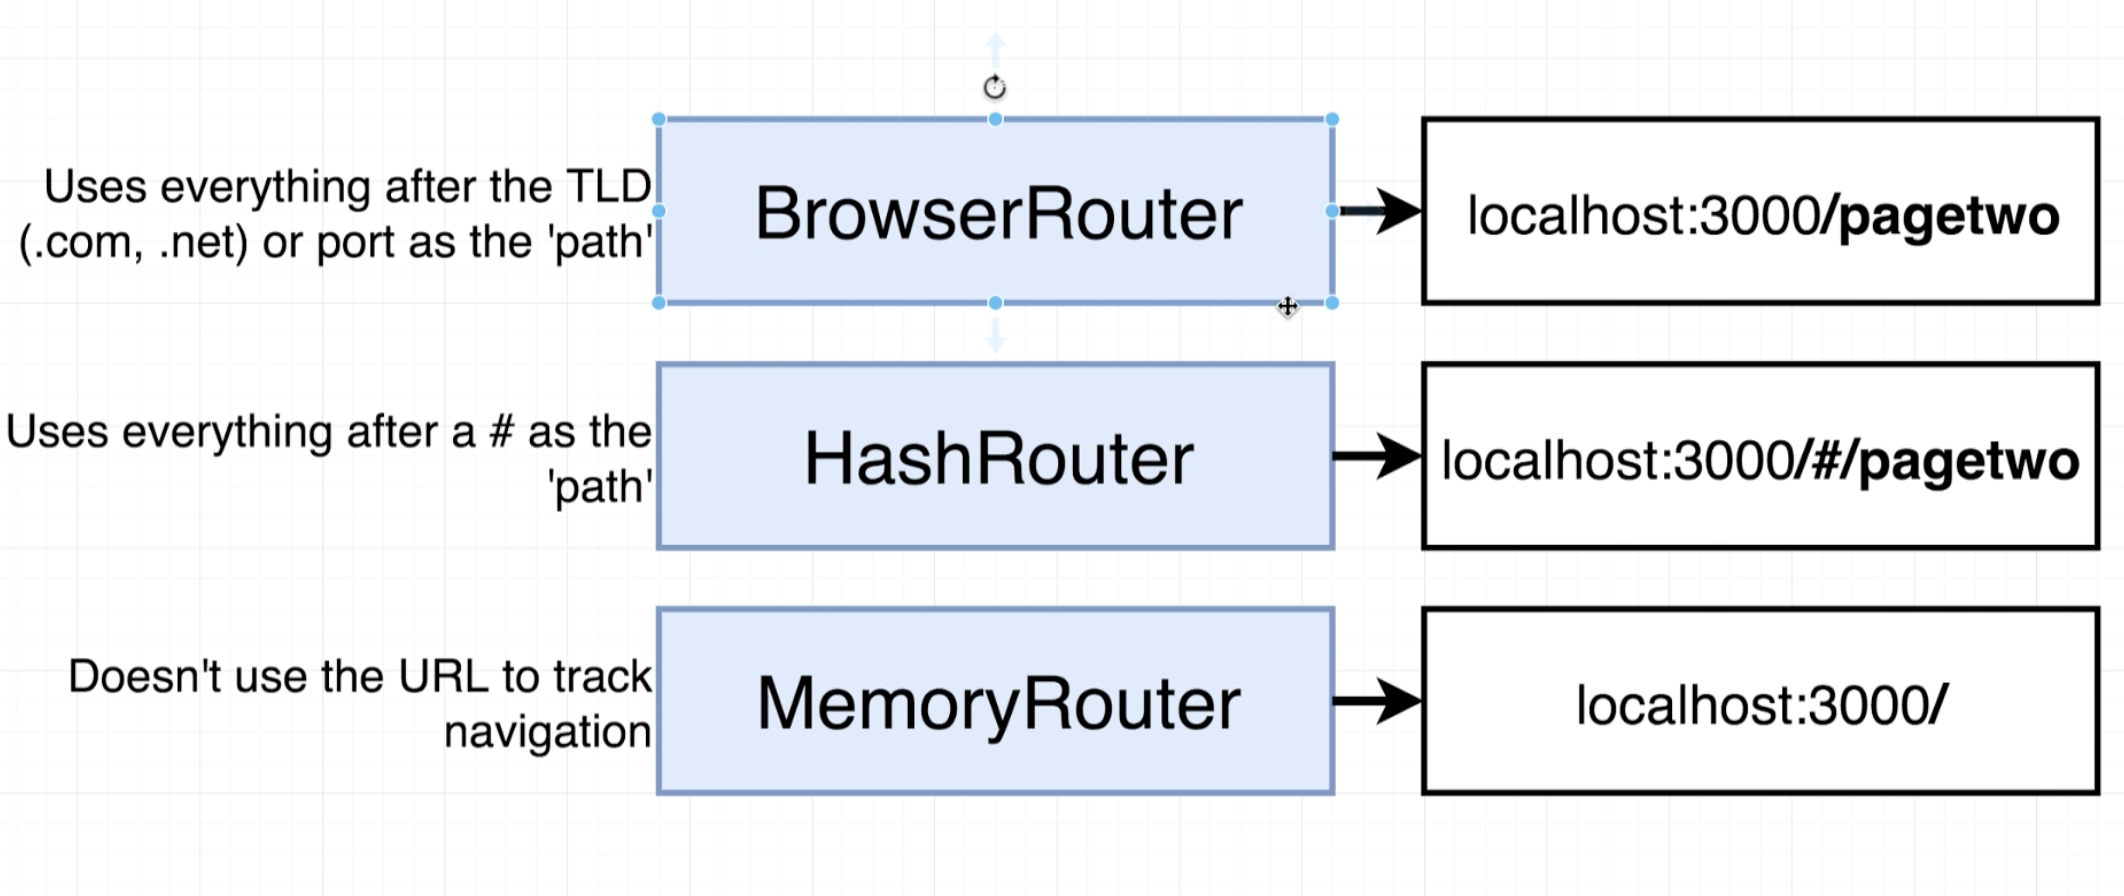 Uses everything after the TLD
(.com, .net) or port as the 'path'
BrowserRouter
localhost:3000/pagetwo
Uses everything after a # as the
'path'
HashRouter
localhost:3000/#/pagetwo
Doesn't use the URL to track
navigation
MemoryRouter
localhost:3000/